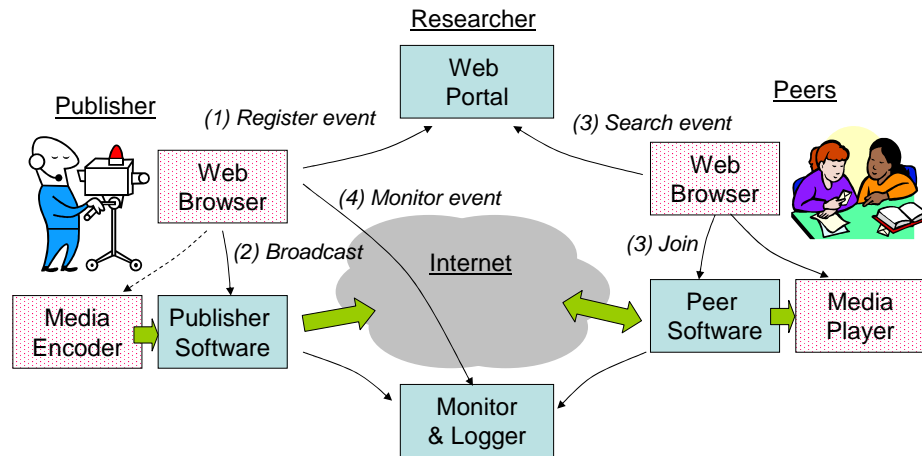 Researcher
Web
Portal
Publisher
Peers
(1) Register event
(3) Search event
Web
Browser
Web
Browser
(4) Monitor event
(2) Broadcast
Internet
(3) Join
Media
Encoder
Publisher
Software
Peer
Software
Media
Player
Monitor
& Logger